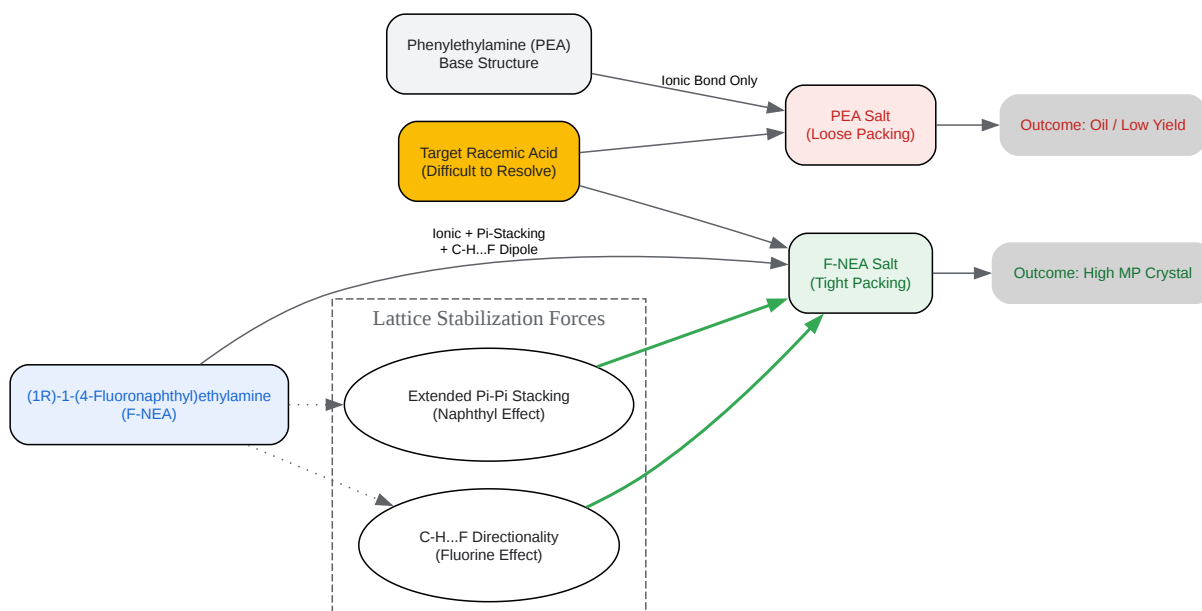 Phenylethylamine (PEA)
Base Structure
Ionic Bond Only
PEA Salt
(Loose Packing)
Outcome: Oil / Low Yield
Target Racemic Acid
(Difficult to Resolve)
Ionic + Pi-Stacking
+ C-H...F Dipole
F-NEA Salt
(Tight Packing)
Outcome: High MP Crystal
Lattice Stabilization Forces
(1R)-1-(4-Fluoronaphthyl)ethylamine
(F-NEA)
Extended Pi-Pi Stacking
(Naphthyl Effect)
C-H...F Directionality
(Fluorine Effect)